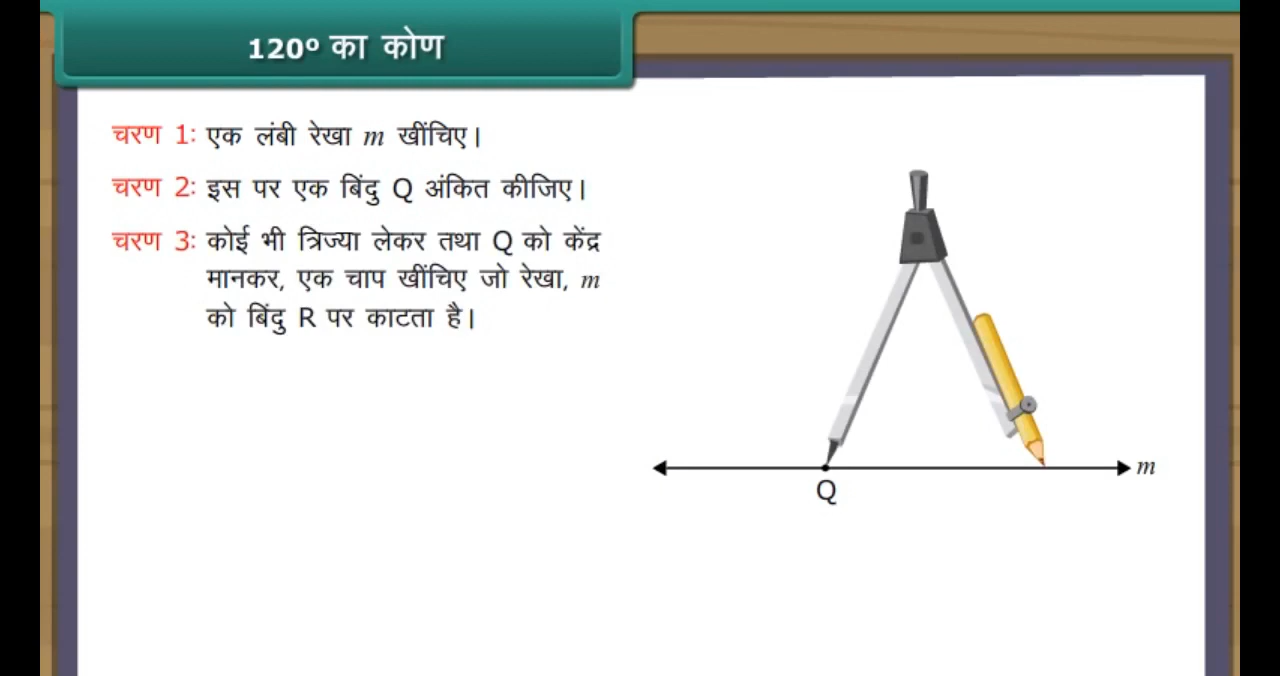 120° का कोण
चरण 1: एक लंबी रेखा m खींचिए।
चरण 2: इस पर एक बिंदु Q अंकित कीजिए।
चरण 3: कोई भी त्रिज्या लेकर तथा Q को केंद्र
मानकर, एक चाप खींचिए जो रेखा, m
को बिंदु R पर काटता है।
m
Q